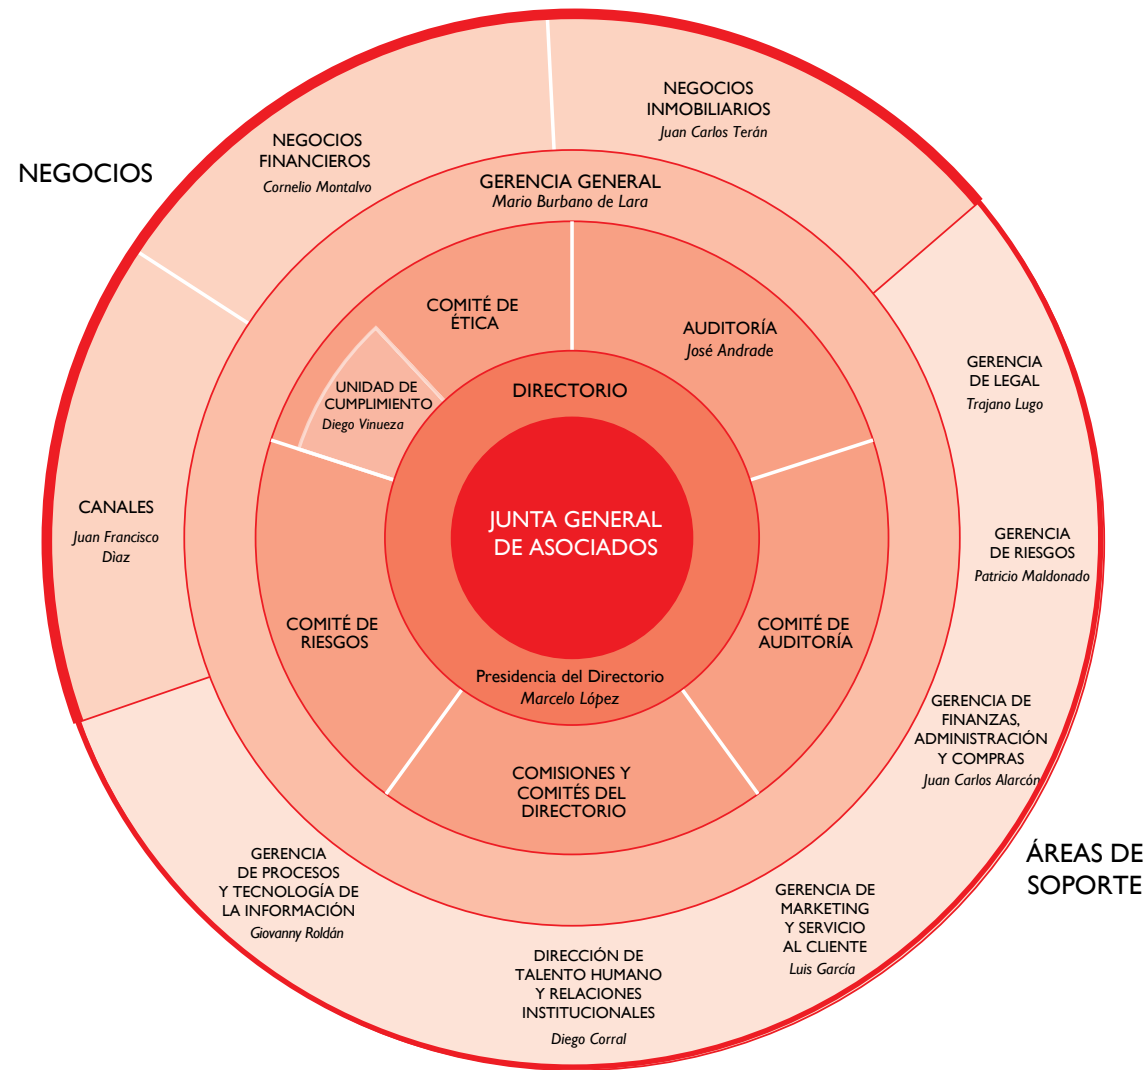 NEGOCIOS
INMOBILIARIOS
Juan Carlos Terán
NEGOCIOS
FINANCIEROS
Cornelio Montalvo
NEGOCIOS
GERENCIA GENERAL
Mario Burbano de Lara
COMITÉ DE
ÉTICA
AUDITORÍA
José Andrade
UNIDAD DE
CUMPLIMIENTO
Diego Vinueza
DIRECTORIO
GERENCIA
DE LEGAL
Trajano Lugo
CANALES
Juan Francisco
Dìaz
JUNTA GENERAL
DE ASOCIADOS
GERENCIA
DE RIESGOS
Patricio Maldonado
COMITÉ DE
RIESGOS
COMITÉ DE
AUDITORÍA
Presidencia del Directorio
Marcelo López
GERENCIA DE
FINANZAS,
ADMINISTRACIÓN
Y COMPRAS
Juan Carlos Alarcón
COMISIONES Y
COMITÉS DEL
DIRECTORIO
ÁREAS DE
SOPORTE
GERENCIA
DE PROCESOS
Y TECNOLOGÍA DE
LA INFORMACIÓN
Giovanny Roldán
GERENCIA DE
MARKETING
Y SERVICIO
AL CLIENTE
Luis García
DIRECCIÓN DE
TALENTO HUMANO
Y RELACIONES
INSTITUCIONALES
Diego Corral